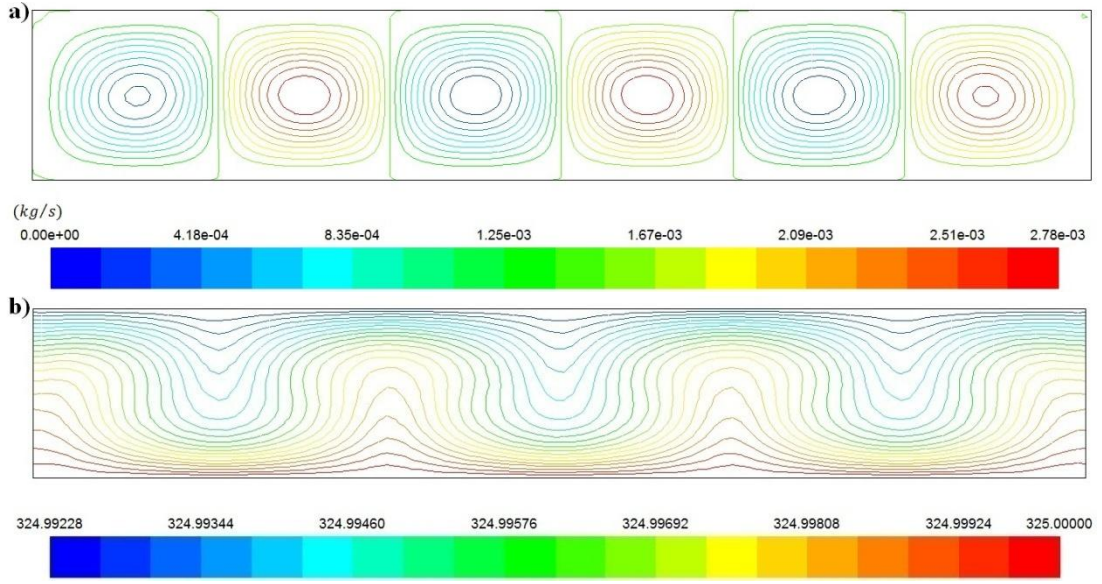 a)
(kg/s)
0.00e+00 4.18e-04 8.35e-04 1.25e-03 1.67e-03 2.09e-03 2.51e-03 2.78e-03
b)
324.99228 324.99344 324.99460 324.99576 324.99692 324.99808 324.99924 325.00000